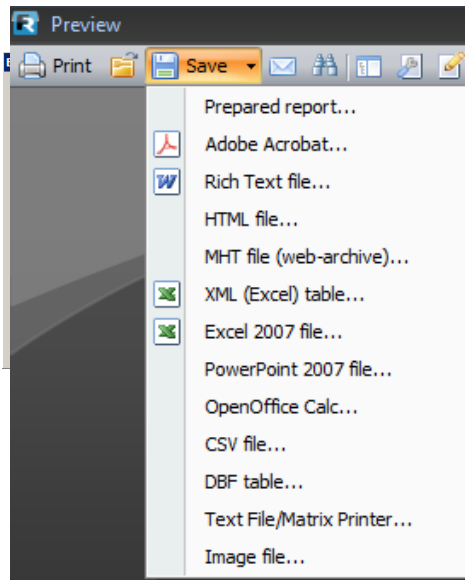 Preview
Print Save
Prepared report...
Adobe Acrobat...
Rich Text file...
HTML file...
MHT file (web-archive)...
XML (Excel) table...
Excel 2007 file...
PowerPoint 2007 file...
OpenOffice Calc...
CSV file...
DBF table...
Text File/Matrix Printer...
Image file...